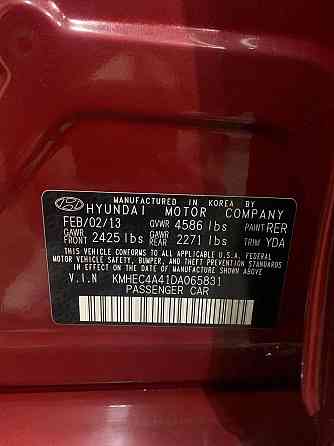 MANUFACTURED IN KOREA BY
HYUNDAI MOTOR COMPANY
FEB/02/13 GVWR 4586 lbs PAINT RER
GAWR FRONT 2425 lbs GAWR REAR 2271 lbs TRIM YDA
THIS VEHICLE CONFORMS TO ALL APPLICABLE U.S.A. FEDERAL
MOTOR VEHICLE SAFETY, BUMPER, AND THEFT PREVENTION STANDARDS
IN EFFECT ON THE DATE OF MANUFACTURE SHOWN ABOVE.
V.I.N KMHEC4A41DA065831
PASSENGER CAR